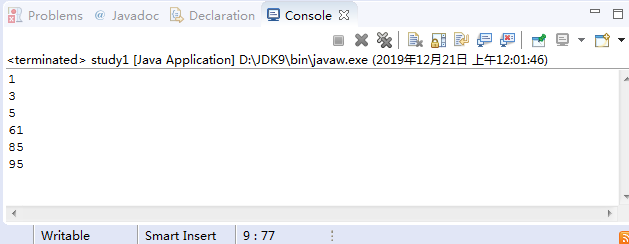 Problems @ Javadoc Declaration Console
<terminated> study1 [Java Application] D:\JDK9\bin\javaw.exe (2019年12月21日 上午12:01:46)
1
3
5
61
85
95
Writable Smart Insert 9 : 77